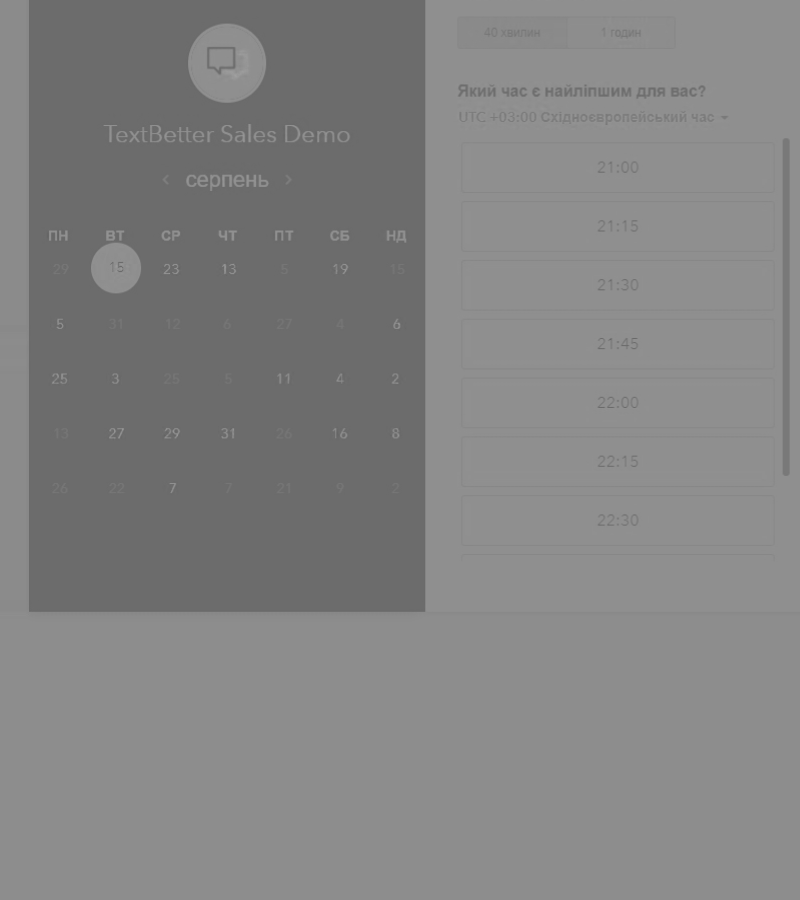 TextBetter Sales Demo
серпень
ПН ВТ СР ЧТ ПТ СБ НД
29 15 23 13 5 19 15
5 31 12 6 27 4 6
25 3 25 5 11 4 2
13 27 29 31 26 16 8
26 22 7 7 21 9 2
40 хвилин 1 годин
Який час є найліпшим для вас?
UTC +03:00 Східноєвропейський час
21:00
21:15
21:30
21:45
22:00
22:15
22:30